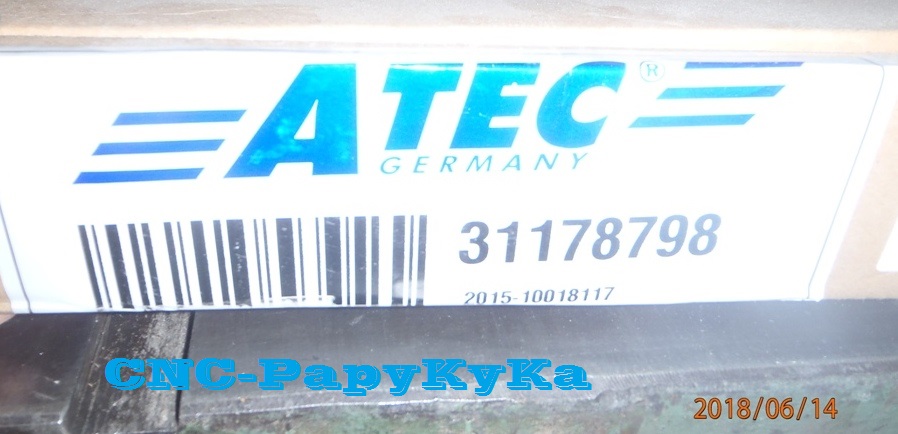 ATEC®
GERMANY
31178798
2015-10018117
CNC-PapyKyKa
2018/06/14